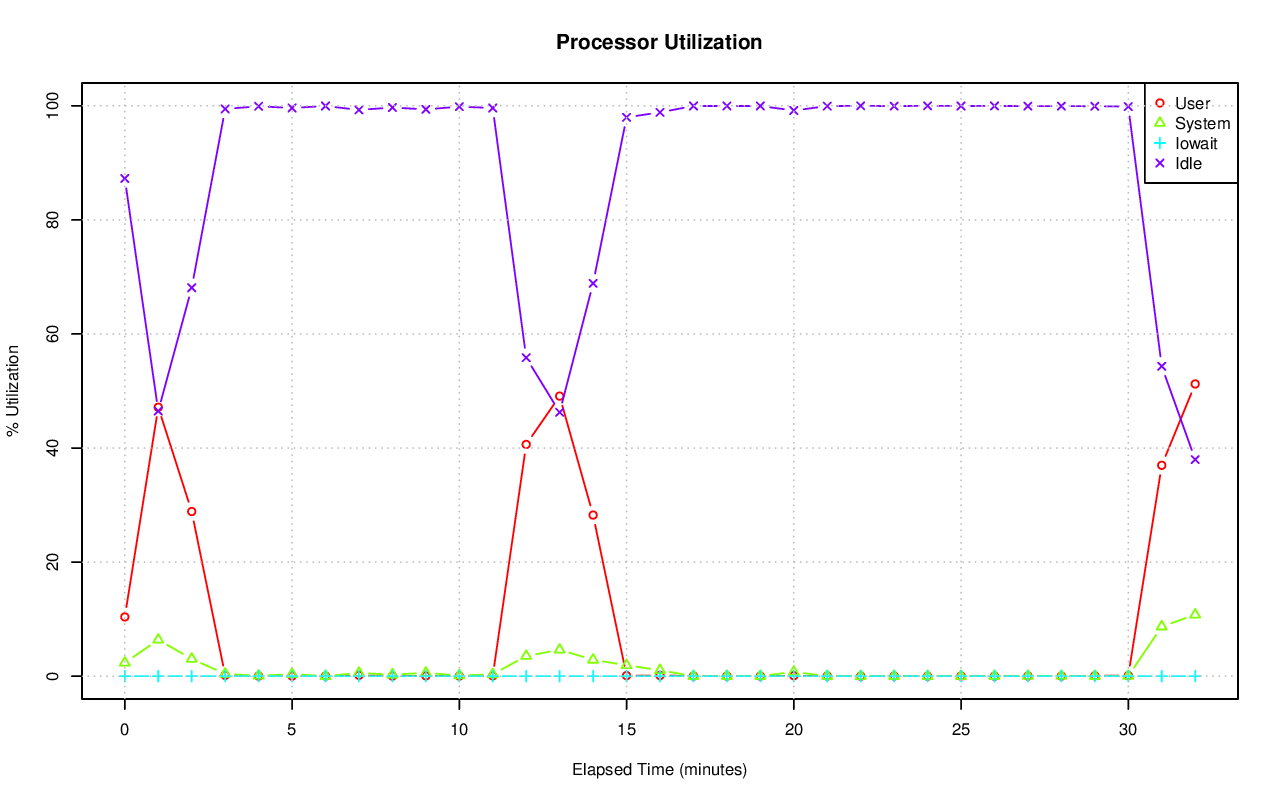 Processor Utilization
% Utilization
100
80
60
40
20
0
User
System
Iowait
Idle
0 5 10 15 20 25 30
Elapsed Time (minutes)